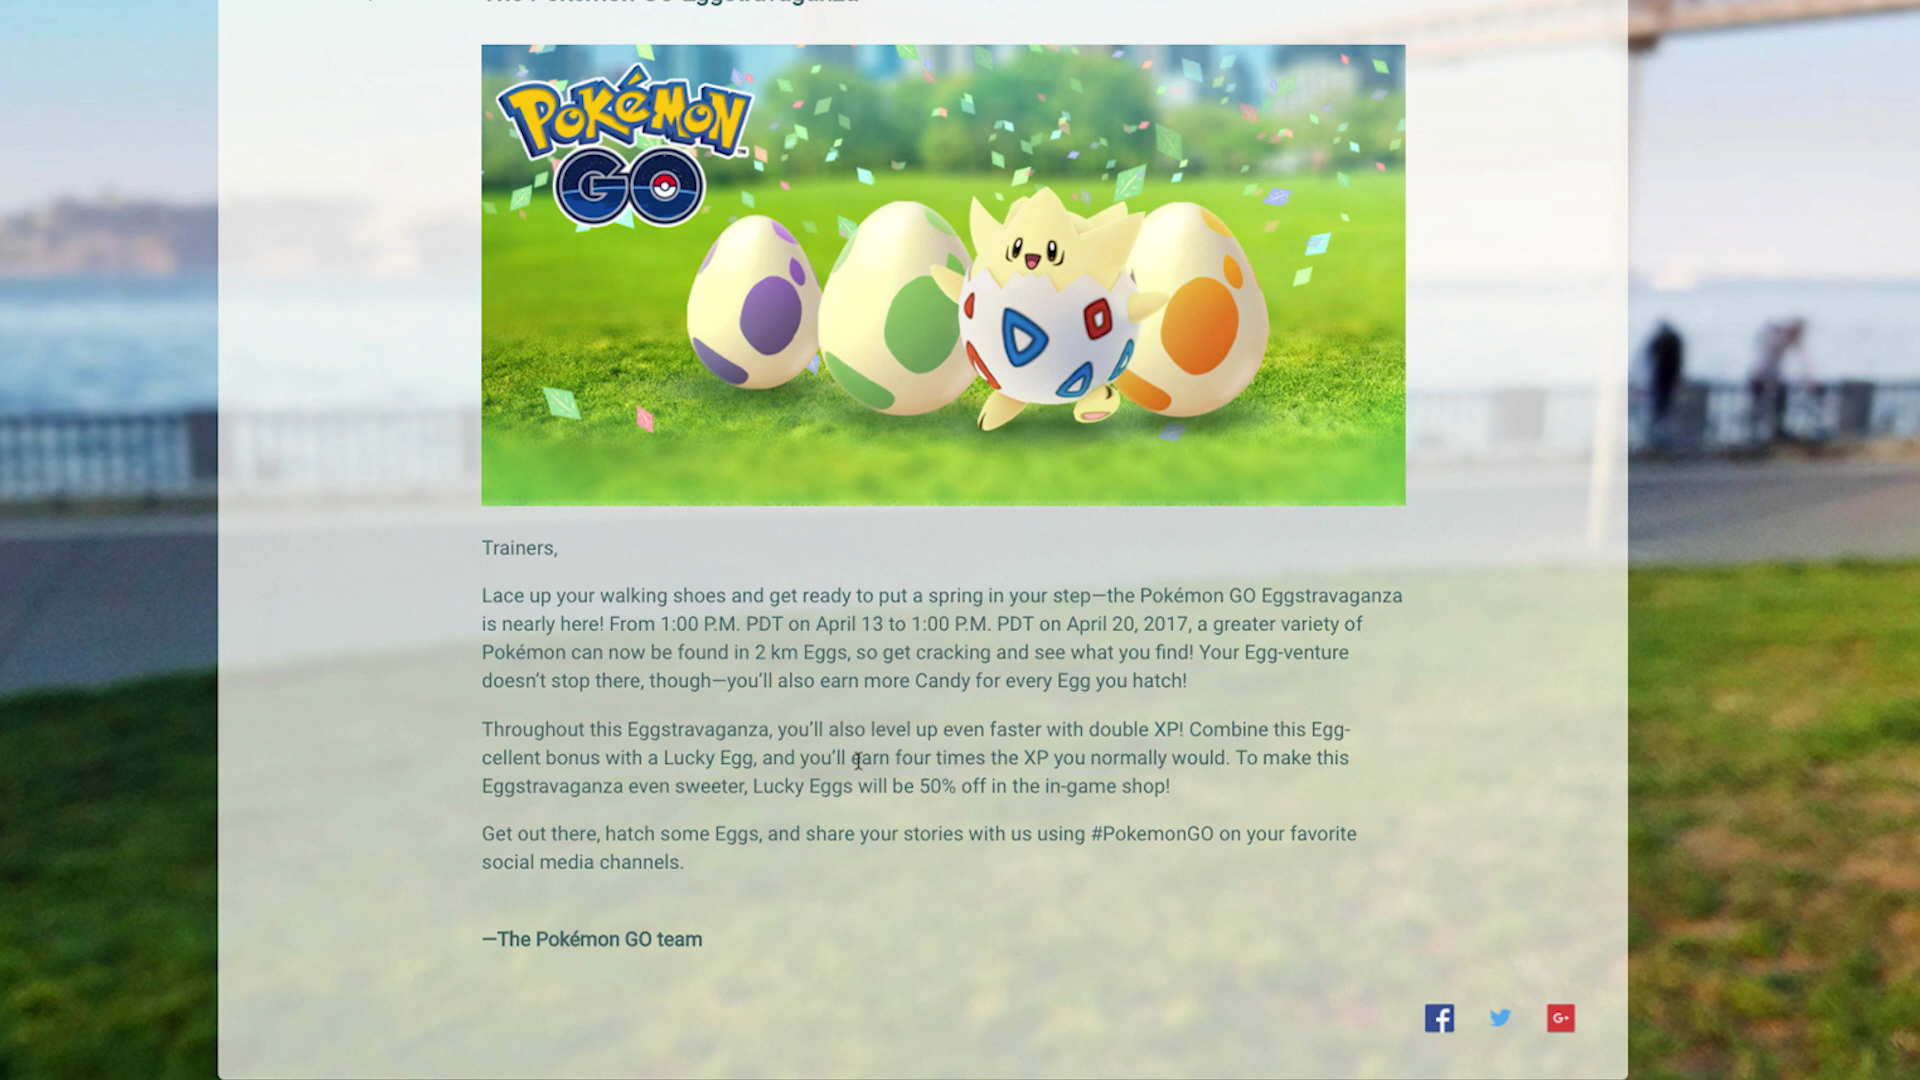 The Pokémon GO Eggstravaganza
POKéMON
GO
Trainers,
Lace up your walking shoes and get ready to put a spring in your step—the Pokémon GO Eggstravaganza
is nearly here! From 1:00 P.M. PDT on April 13 to 1:00 P.M. PDT on April 20, 2017, a greater variety of
Pokémon can now be found in 2 km Eggs, so get cracking and see what you find! Your Egg-venture
doesn’t stop there, though—you’ll also earn more Candy for every Egg you hatch!
Throughout this Eggstravaganza, you’ll also level up even faster with double XP! Combine this Egg-
cellent bonus with a Lucky Egg, and you’ll earn four times the XP you normally would. To make this
Eggstravaganza even sweeter, Lucky Eggs will be 50% off in the in-game shop!
Get out there, hatch some Eggs, and share your stories with us using #PokemonGO on your favorite
social media channels.
—The Pokémon GO team
f
G+